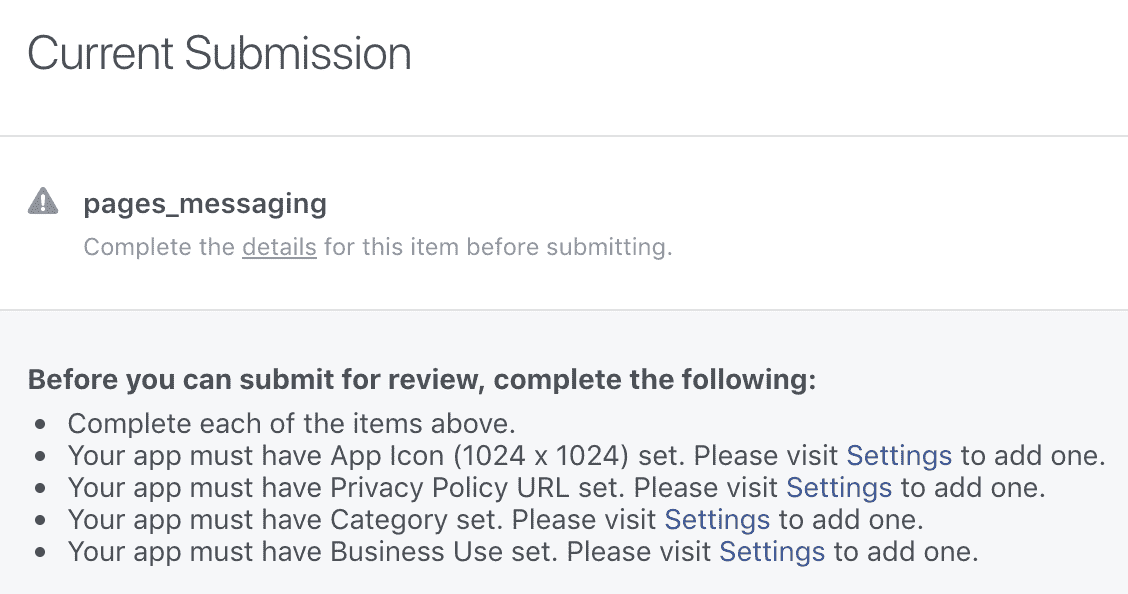 Current Submission
pages_messaging
Complete the details for this item before submitting.
Before you can submit for review, complete the following:
• Complete each of the items above.
• Your app must have App Icon (1024 x 1024) set. Please visit Settings to add one.
• Your app must have Privacy Policy URL set. Please visit Settings to add one.
• Your app must have Category set. Please visit Settings to add one.
• Your app must have Business Use set. Please visit Settings to add one.